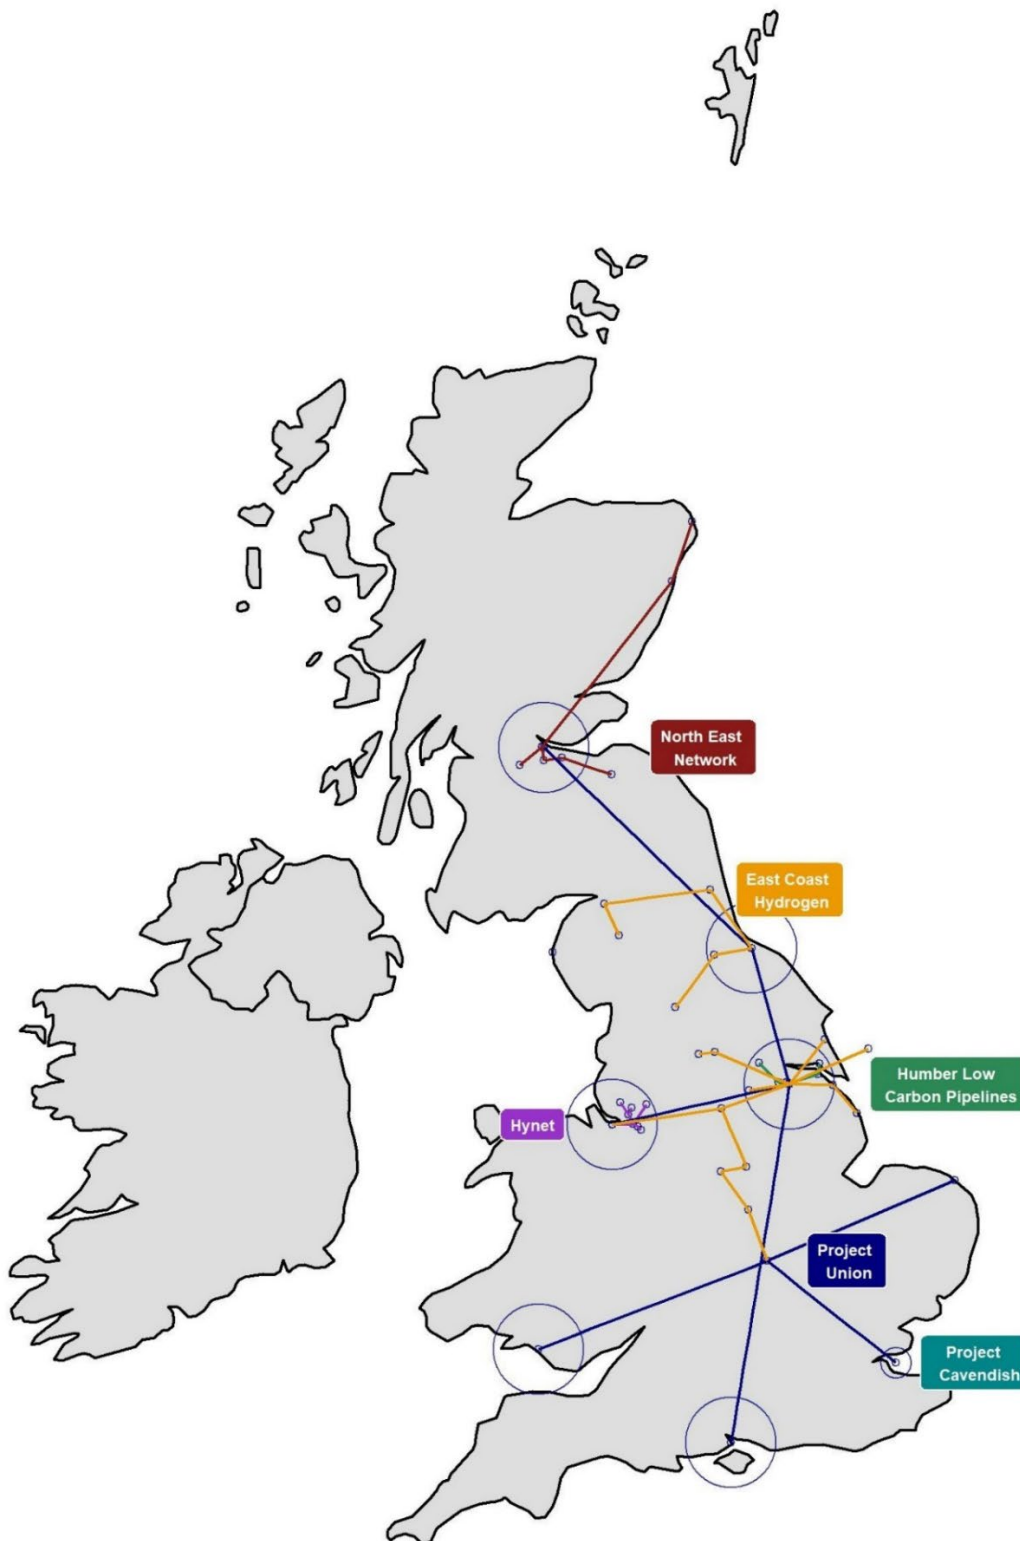 North East
Network
East Coast
Hydrogen
Humber Low
Carbon Pipelines
Hynet
Project
Union
Project
Cavendish